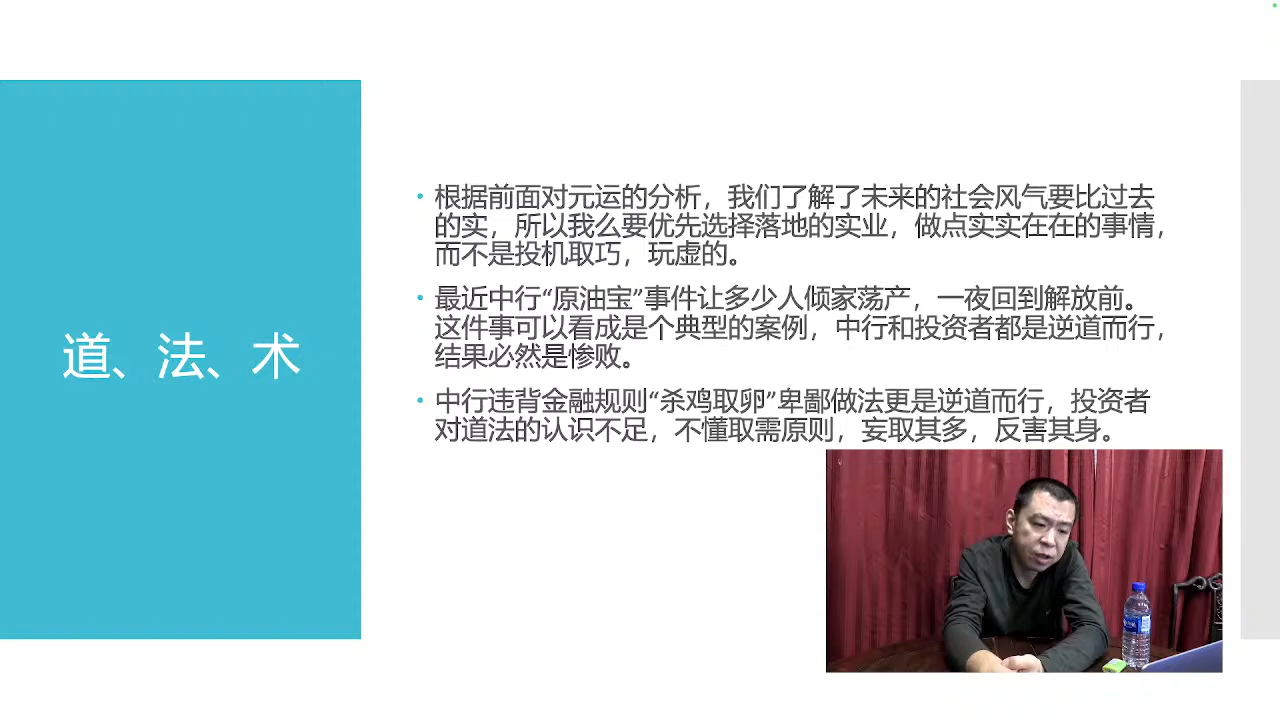 道、法、术
根据前面对元运的分析，我们了解了未来的社会风气要比过去
的实，所以我么要优先选择落地的实业，做点实实在在的事情，
而不是投机取巧，玩虚的。
最近中行“原油宝”事件让多少人倾家荡产，一夜回到解放前。
这件事可以看成是个典型的案例，中行和投资者都是逆道而行，
结果必然是惨败。
中行违背金融规则“杀鸡取卵”卑鄙做法更是逆道而行，投资者
对道法的认识不足，不懂取需原则，妄取其多，反害其身。